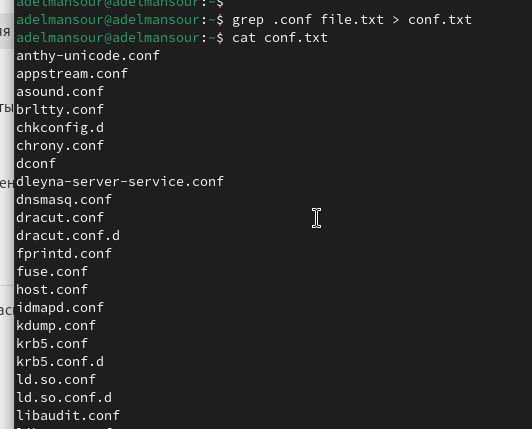 adelmansour@adelmansour:~$
adelmansour@adelmansour:~$ grep .conf file.txt > conf.txt
adelmansour@adelmansour:~$ cat conf.txt
anthy-unicode.conf
appstream.conf
asound.conf
brltty.conf
chkconfig.d
chrony.conf
dconf
dleyna-server-service.conf
dnsmasq.conf
dracut.conf
dracut.conf.d
fprintd.conf
fuse.conf
host.conf
idmapd.conf
kdump.conf
krb5.conf
krb5.conf.d
ld.so.conf
ld.so.conf.d
libaudit.conf